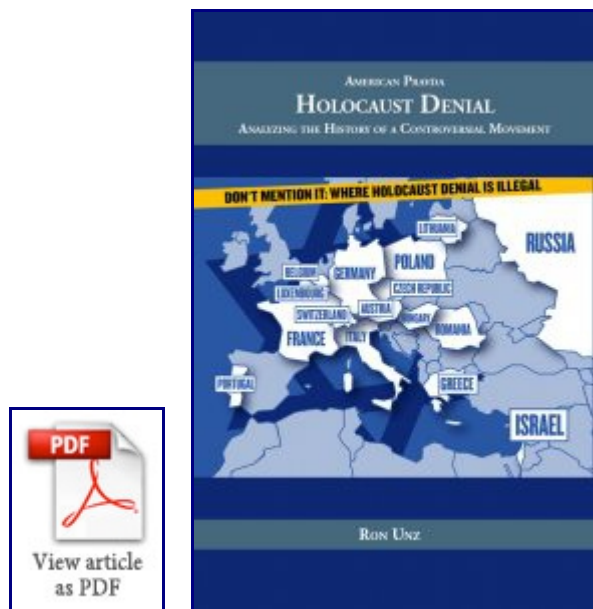 PDF
View article
as PDF
American Pravda
Holocaust Denial
Analyzing the History of a Controversial Movement
DON'T MENTION IT: WHERE HOLOCAUST DENIAL IS ILLEGAL
LITHUANIA
RUSSIA
BELGIUM
GERMANY
POLAND
LUXEMBOURG
CZECH REPUBLIC
SWITZERLAND
AUSTRIA
HUNGARY
ROMANIA
FRANCE
ITALY
PORTUGAL
GREECE
ISRAEL
Ron Unz